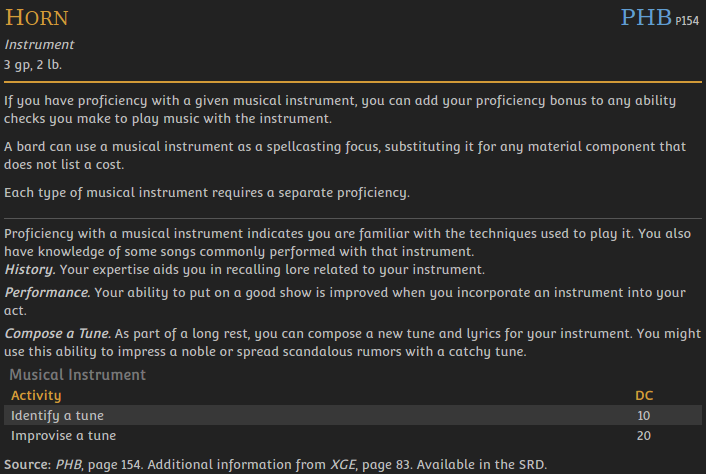 Horn PHB P154
Instrument
3 gp, 2 lb.
If you have proficiency with a given musical instrument, you can add your proficiency bonus to any ability
checks you make to play music with the instrument.
A bard can use a musical instrument as a spellcasting focus, substituting it for any material component that
does not list a cost.
Each type of musical instrument requires a separate proficiency.
Proficiency with a musical instrument indicates you are familiar with the techniques used to play it. You also
have knowledge of some songs commonly performed with that instrument.
History. Your expertise aids you in recalling lore related to your instrument.
Performance. Your ability to put on a good show is improved when you incorporate an instrument into your
act.
Compose a Tune. As part of a long rest, you can compose a new tune and lyrics for your instrument. You might
use this ability to impress a noble or spread scandalous rumors with a catchy tune.
Musical Instrument
Activity DC
Identify a tune 10
Improvise a tune 20
Source: PHB, page 154. Additional information from XGE, page 83. Available in the SRD.